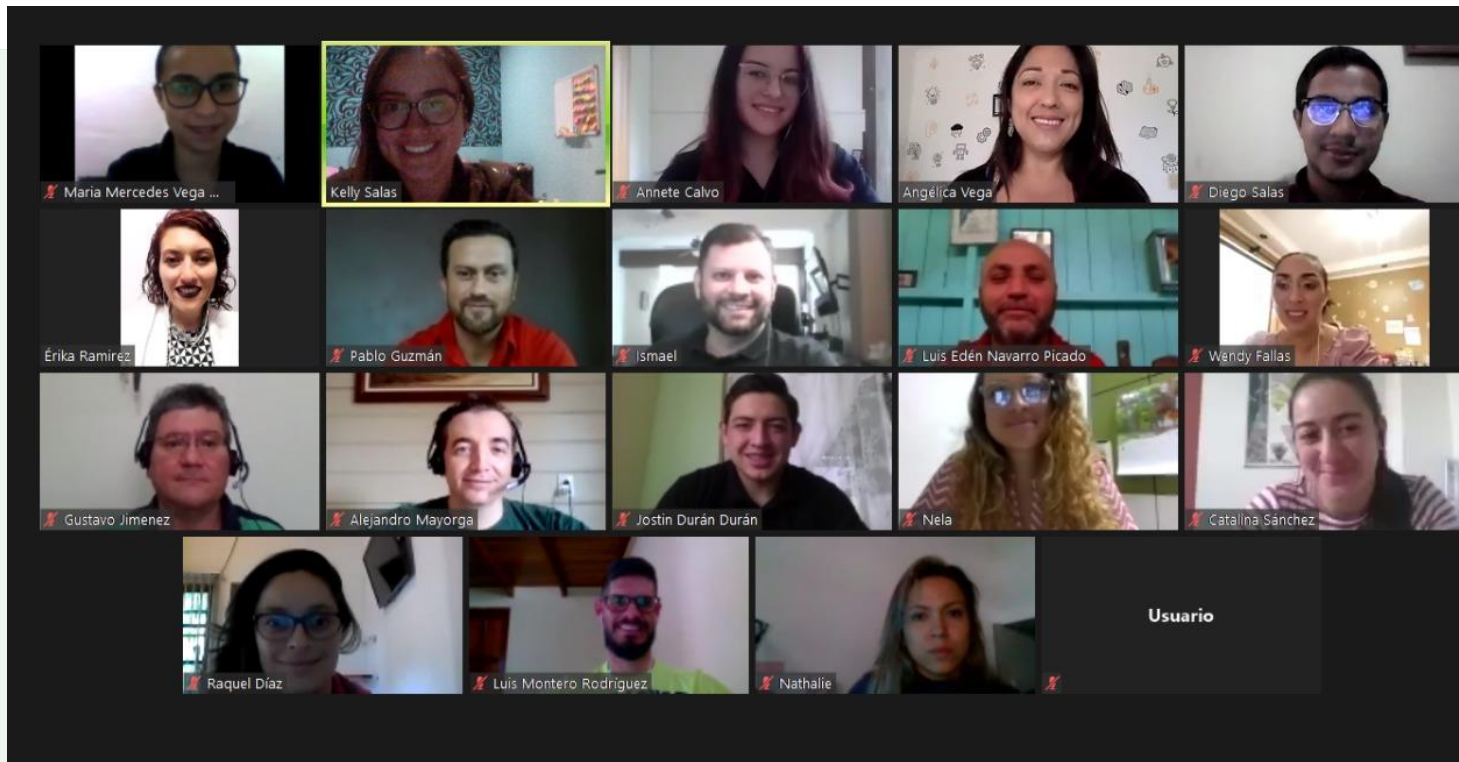 Maria Mercedes Vega ...
Kelly Salas
Annete Calvo
Angélica Vega
Diego Salas
Érika Ramirez
Pablo Guzmán
Ismael
Luis Edén Navarro Picado
Wendy Fallas
Gustavo Jimenez
Alejandro Mayorga
Jostin Durán Durán
Nela
Catalina Sánchez
Raquel Díaz
Luis Montero Rodríguez
Nathalie
Usuario